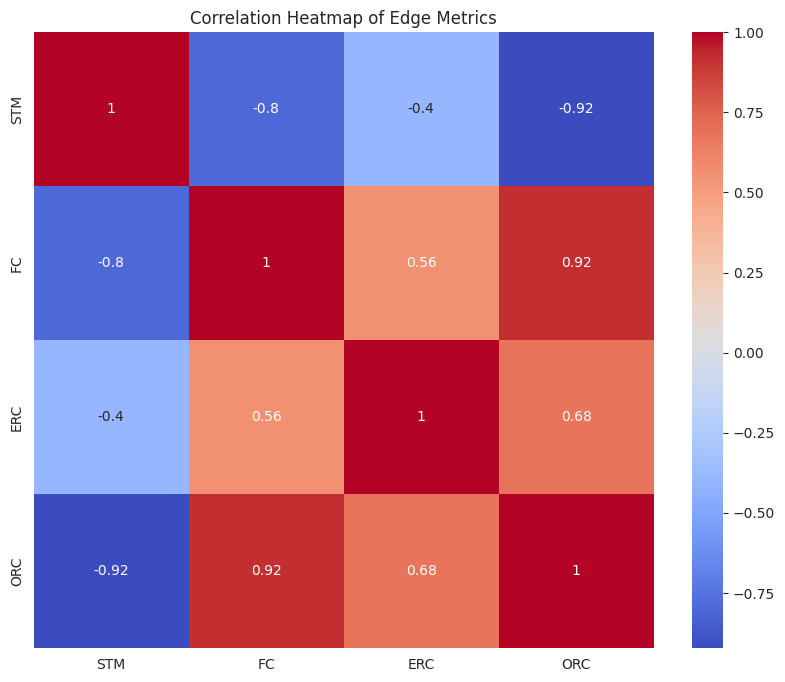 Correlation Heatmap of Edge Metrics
STM 1 -0.8 -0.4 -0.92
FC -0.8 1 0.56 0.92
ERC -0.4 0.56 1 0.68
ORC -0.92 0.92 0.68 1
STM FC ERC ORC
1.00
0.75
0.50
0.25
0.00
−0.25
−0.50
−0.75